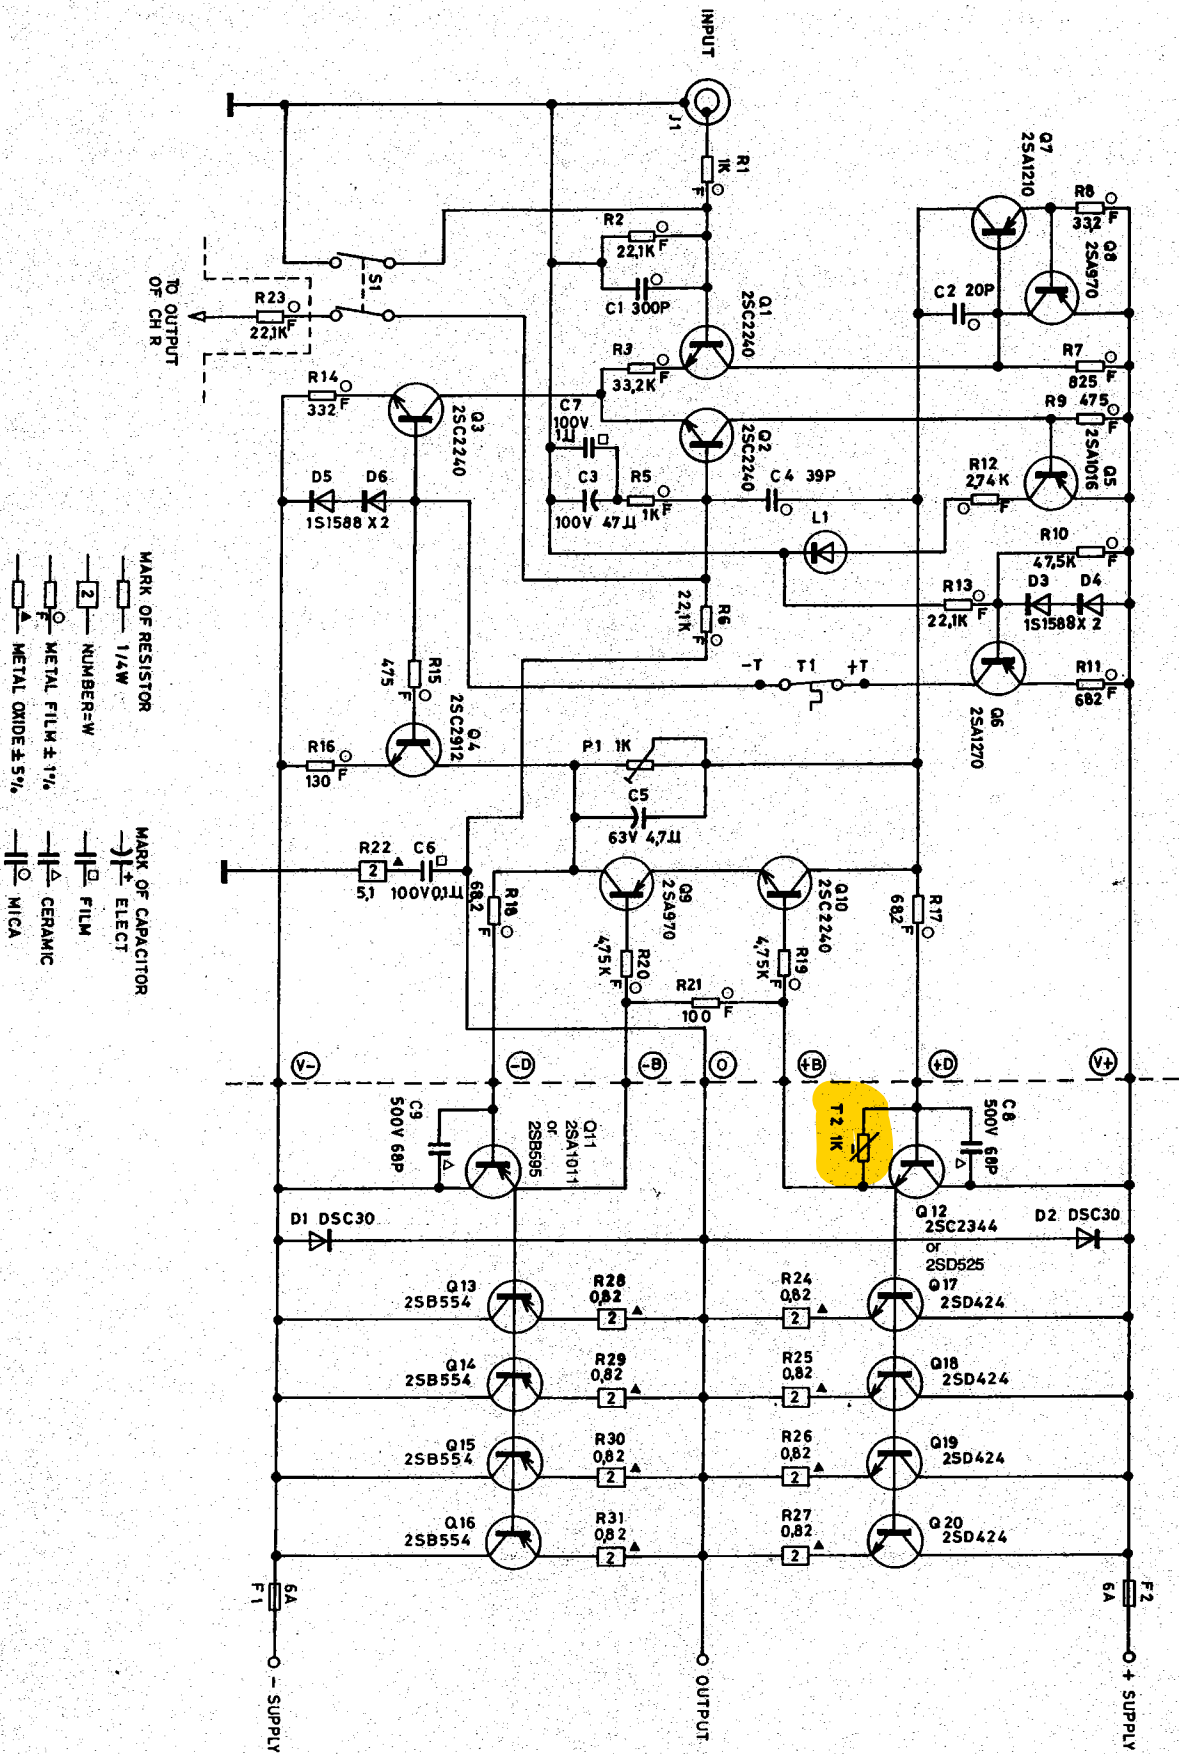 INPUT
J1
R1
1K
F
R2
22,1K
F
C1 300P
Q1
2SC2240
R3
33,2K
F
Q7
2SA1210
R8
332
F
Q8
2SA970
C2 20P
R7
825
F
R9 475
F
Q5
2SA1016
R12
2,74K
F
R10
47,5K
F
D3
D4
1S1588X2
R13
22,1K
F
R11
682
F
Q6
2SA1270
S1
R23
22,1K
F
TO OUTPUT
OF CH R
R14
332
F
Q3
2SC2240
D5
D6
1S1588X2
Q2
2SC2240
C7
100V
1µ
C3
100V 47µ
R5
1K
F
C4 39P
L1
R6
22,1K
F
-T
T1
+T
R15
475
F
Q4
2SC2912
R16
130
F
P1 1K
C5
63V 4,7µ
R22
2
5,1
C6
100V0,1µ
R18
68,2
F
Q9
2SA970
Q10
2SC2240
R17
68,2
F
R20
4,75K
F
R19
4,75K
F
R21
100
F
V-
-D
-B
O
+B
+D
V+
C9
500V 68P
Q11
2SA1011
or
2SB595
T2 1K
C8
500V 68P
Q12
2SC2344
or
2SD525
D1 DSC30
D2 DSC30
Q13
2SB554
R28
0,82
2
R24
0,82
2
Q17
2SD424
Q14
2SB554
R29
0,82
2
R25
0,82
2
Q18
2SD424
Q15
2SB554
R30
0,82
2
R26
0,82
2
Q19
2SD424
Q16
2SB554
R31
0,82
2
R27
0,82
2
Q20
2SD424
F1
6A
F2
6A
- SUPPLY
OUTPUT
+ SUPPLY
MARK OF RESISTOR
1/4W
2
NUMBER=W
F
METAL FILM ± 1%
METAL OXIDE ± 5%
MARK OF CAPACITOR
+
ELECT
FILM
CERAMIC
MICA